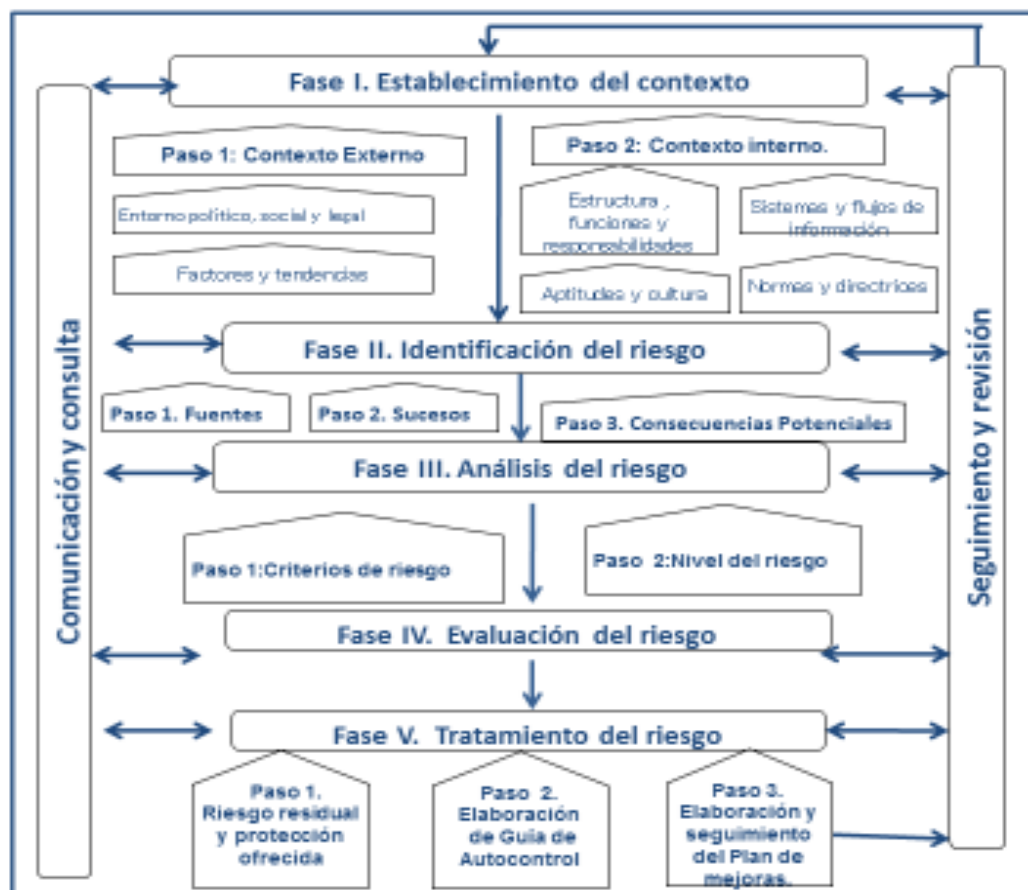 Fase I. Establecimiento del contexto
Paso 1: Contexto Externo
Paso 2: Contexto interno.
Entorno político, social y legal
Factores y tendencias
Estructura ,
funciones y
responsabilidades
Sistemas y flujos de
información
Aptitudes y cultura
Normas y directrices
Fase II. Identificación del riesgo
Paso 1. Fuentes
Paso 2. Sucesos
Paso 3. Consecuencias Potenciales
Fase III. Análisis del riesgo
Paso 1:Criterios de riesgo
Paso 2:Nivel del riesgo
Fase IV. Evaluación del riesgo
Fase V. Tratamiento del riesgo
Paso 1.
Riesgo residual
y protección
ofrecida
Paso 2.
Elaboración
de Guia de
Autocontrol
Paso 3.
Elaboración y
seguimiento
del Plan de
mejoras.
Comunicación y consulta
Seguimiento y revisión